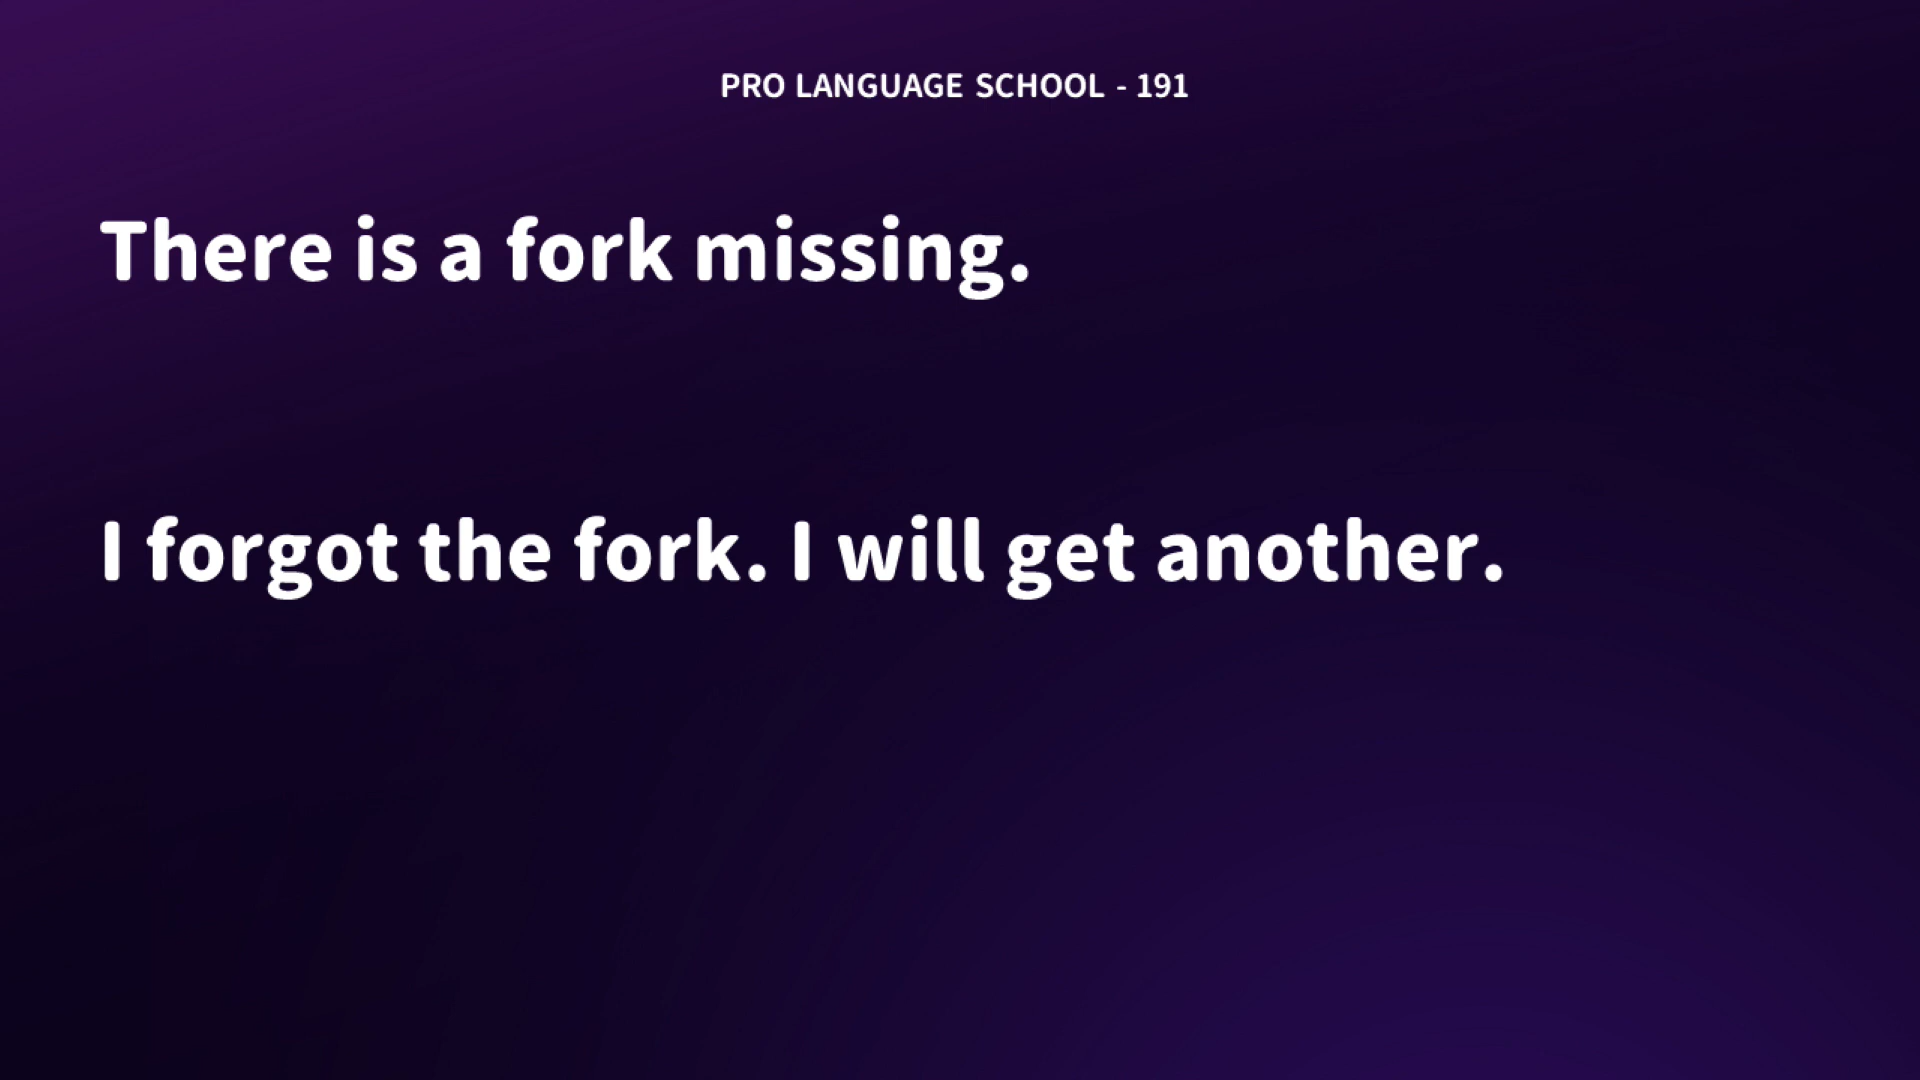 PRO LANGUAGE SCHOOL - 191
There is a fork missing.
I forgot the fork. I will get another.